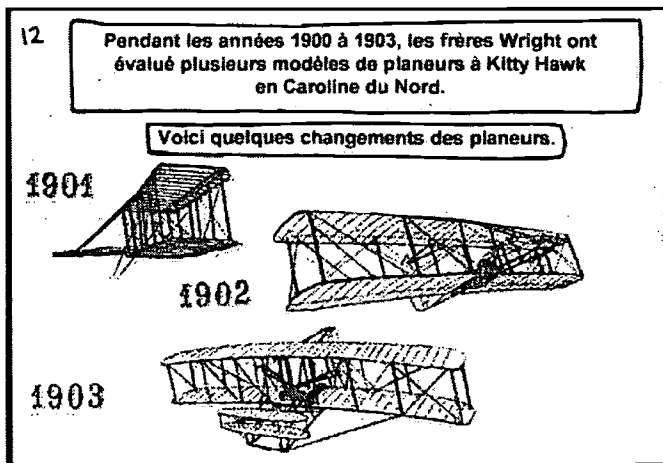 12
Pendant les années 1900 à 1903, les frères Wright ont
évalué plusieurs modèles de planeurs à Kitty Hawk
en Caroline du Nord.
Voici quelques changements des planeurs.
1901
1902
1903